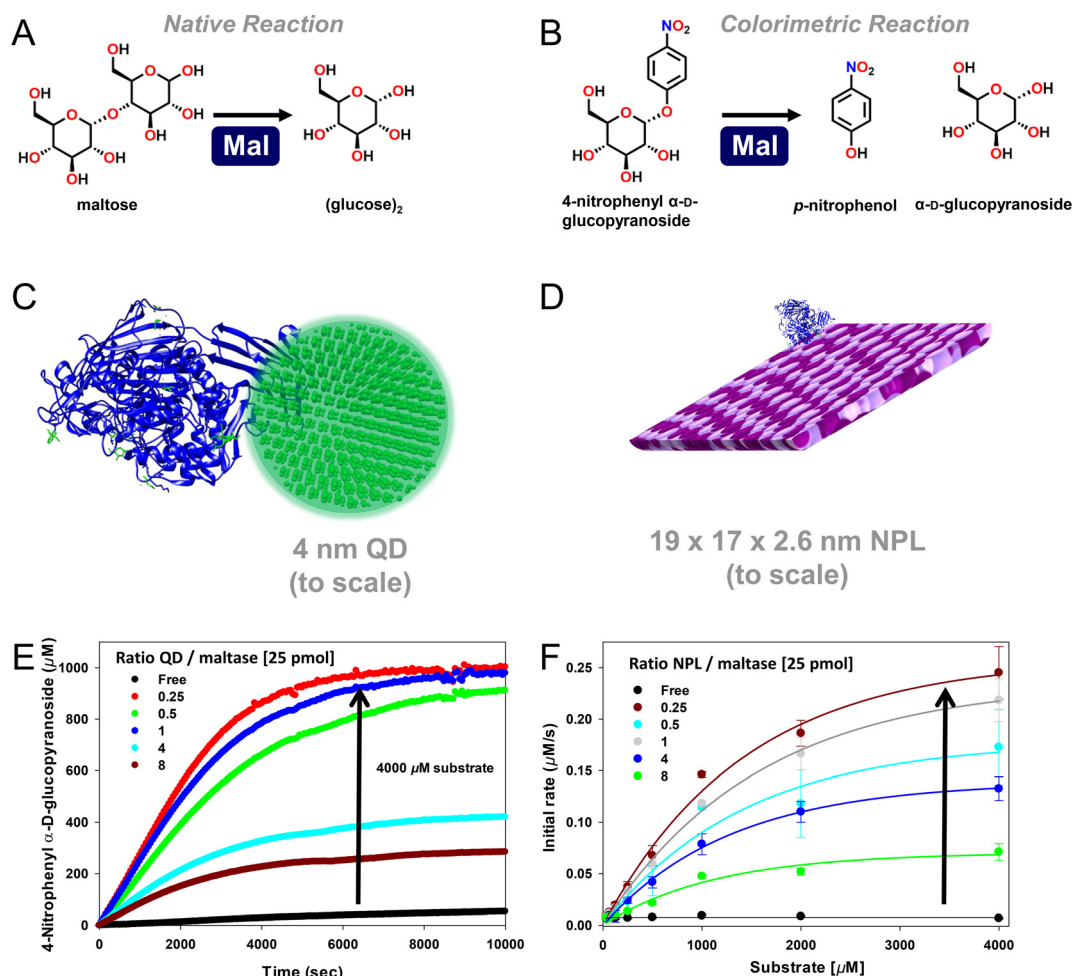 A
Native Reaction
OH
HO
O
OH
HO
O
OH
HO
O
OH
OH
OH
Mal
HO
O
OH
HO
OH
OH
maltose
(glucose)₂
B
Colorimetric Reaction
NO₂
HO
O
O
HO
OH
OH
Mal
NO₂
OH
HO
O
OH
HO
OH
OH
4-nitrophenyl α-D-
glucopyranoside
p-nitrophenol
α-D-glucopyranoside
C
4 nm QD
(to scale)
D
19 x 17 x 2.6 nm NPL
(to scale)
E
4-Nitrophenyl α-D-glucopyranoside (µM)
1000
800
600
400
200
0
Ratio QD / maltase [25 pmol]
Free
0.25
0.5
1
4
8
4000 µM substrate
0 2000 4000 6000 8000 10000
Time (sec)
F
Initial rate (µM/s)
0.25
0.20
0.15
0.10
0.05
0.00
Ratio NPL / maltase [25 pmol]
Free
0.25
0.5
1
4
8
0 1000 2000 3000 4000
Substrate [µM]